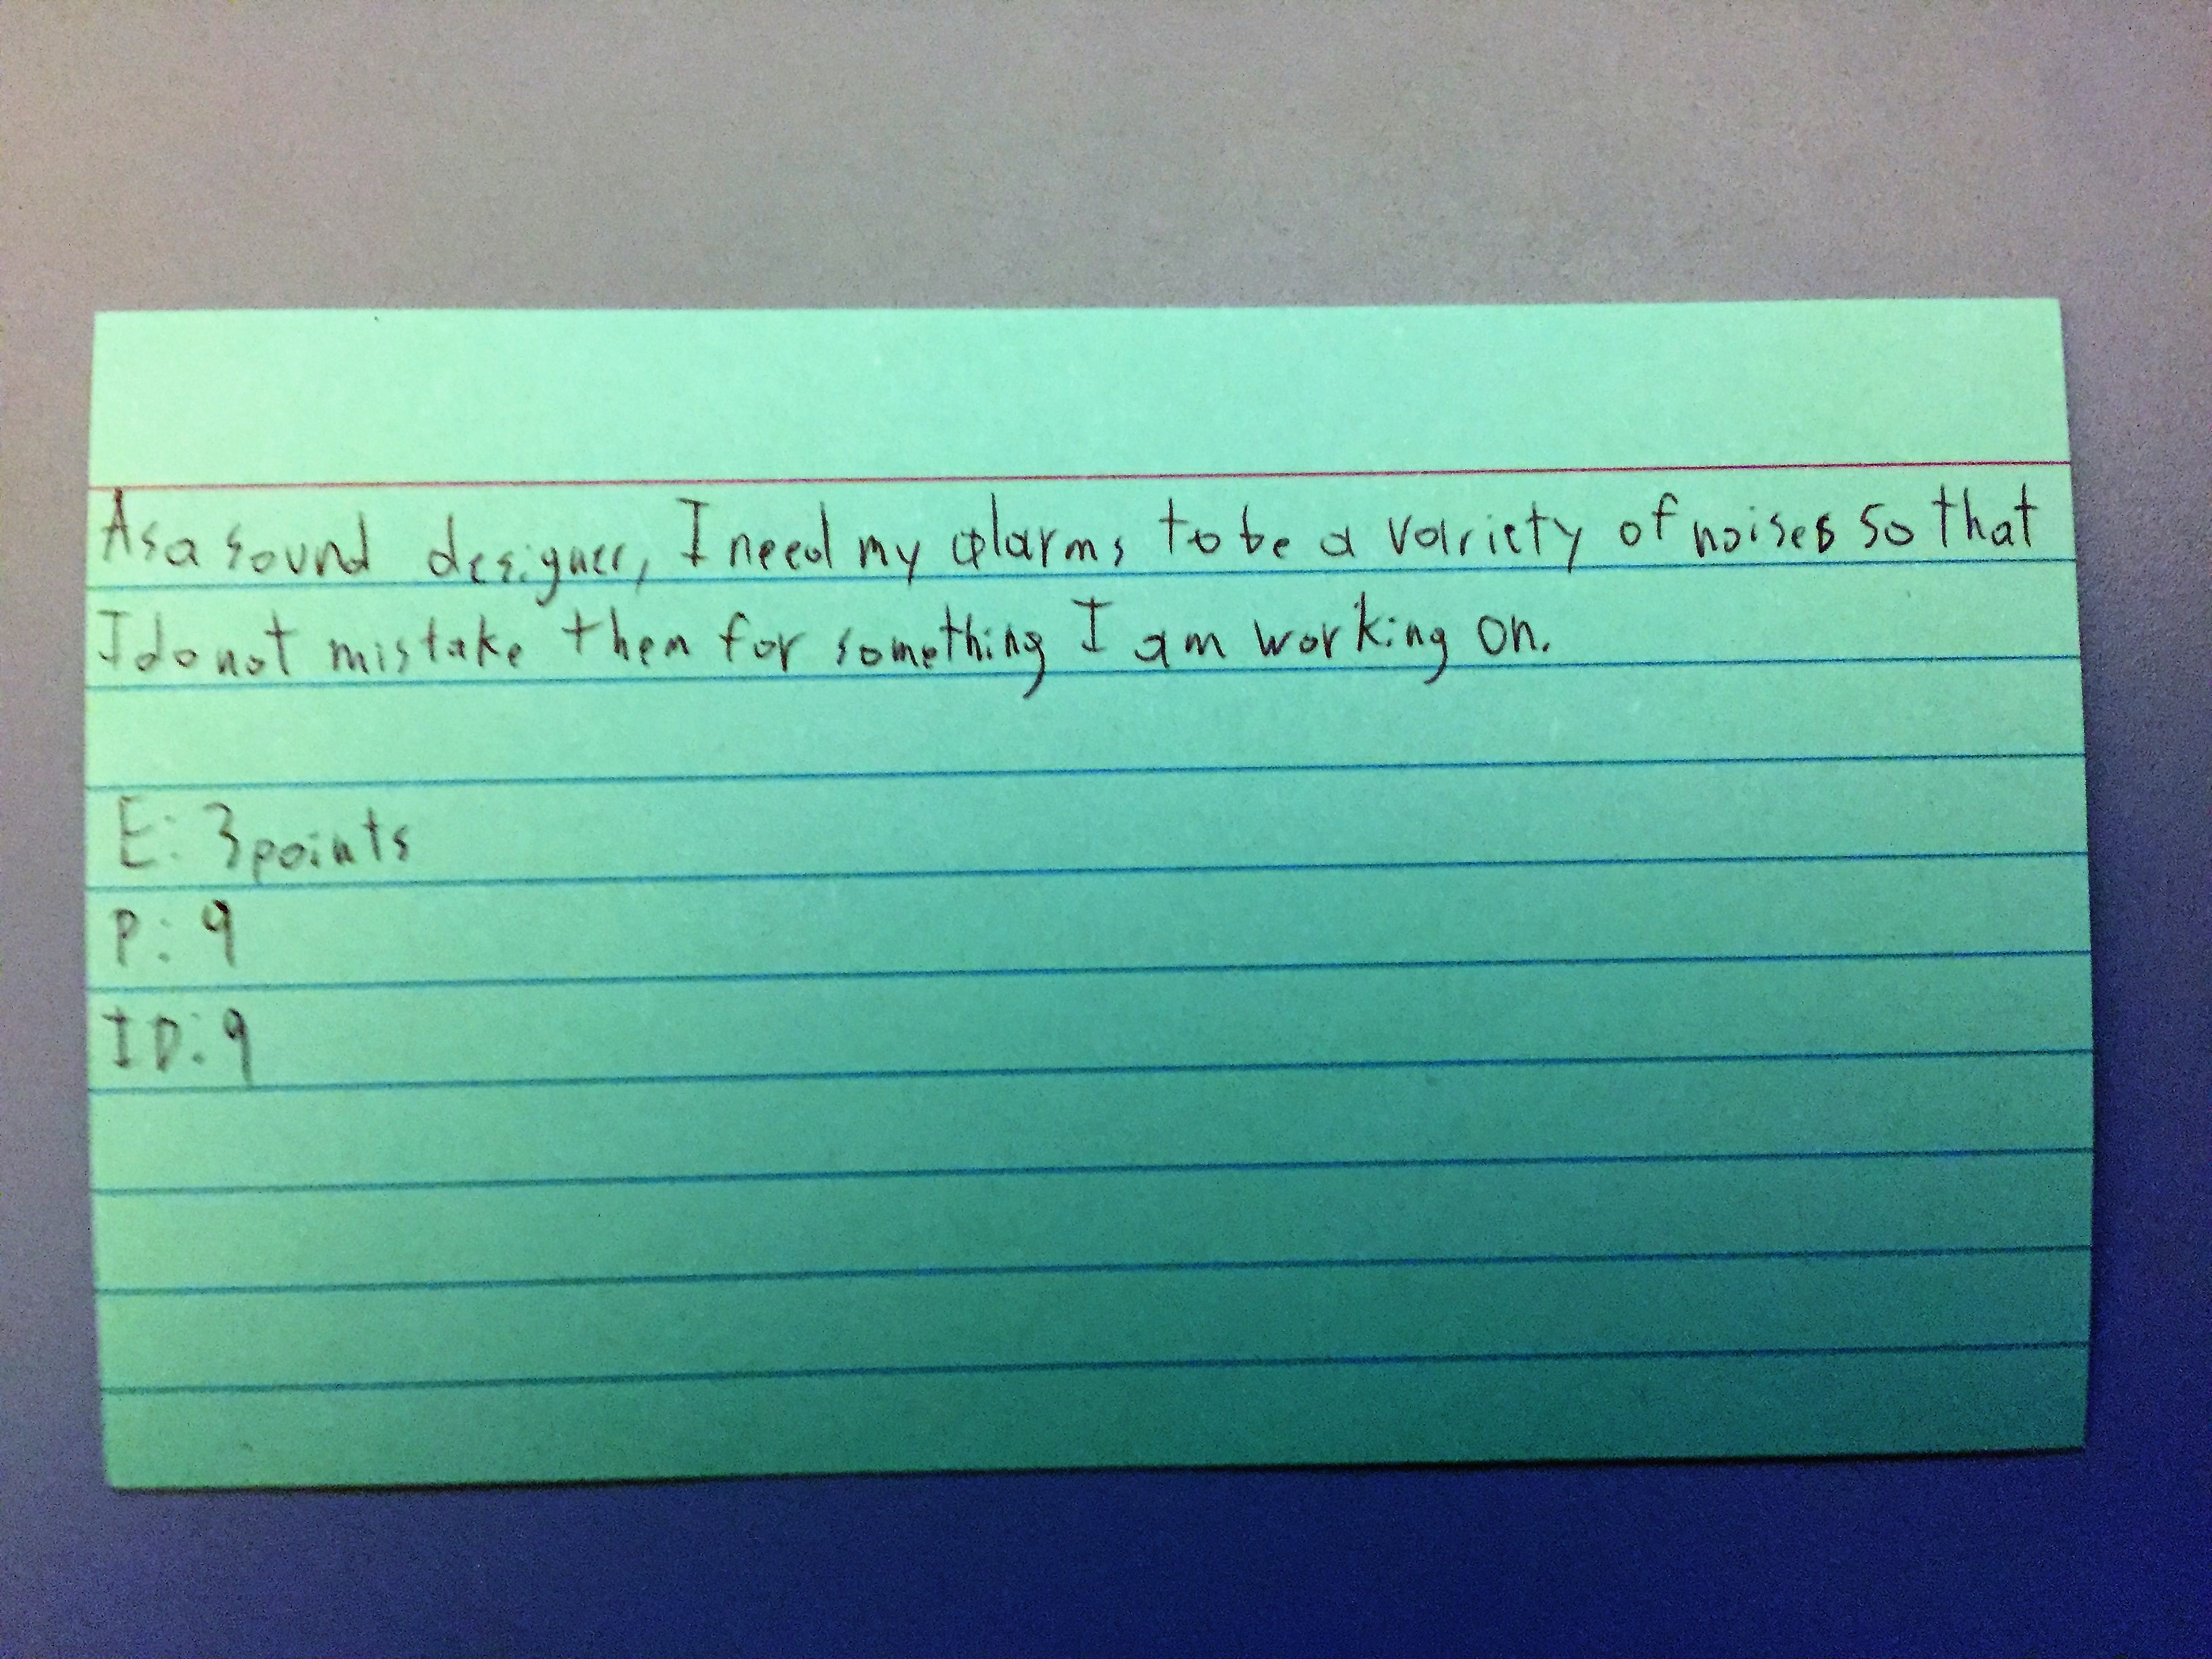 As a sound designer, I need my alarms to be a variety of noises so that
I do not mistake them for something I am working on.
E: 3 points
P: 9
ID: 9